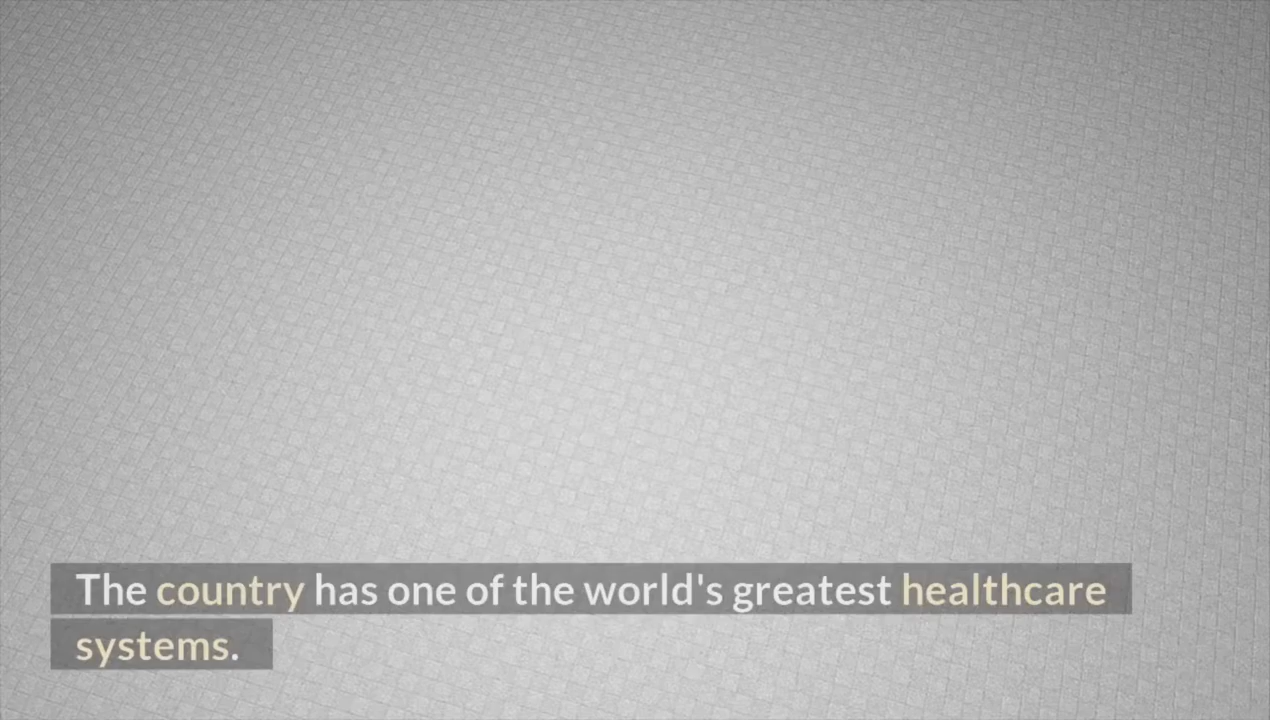 The country has one of the world's greatest healthcare
systems.